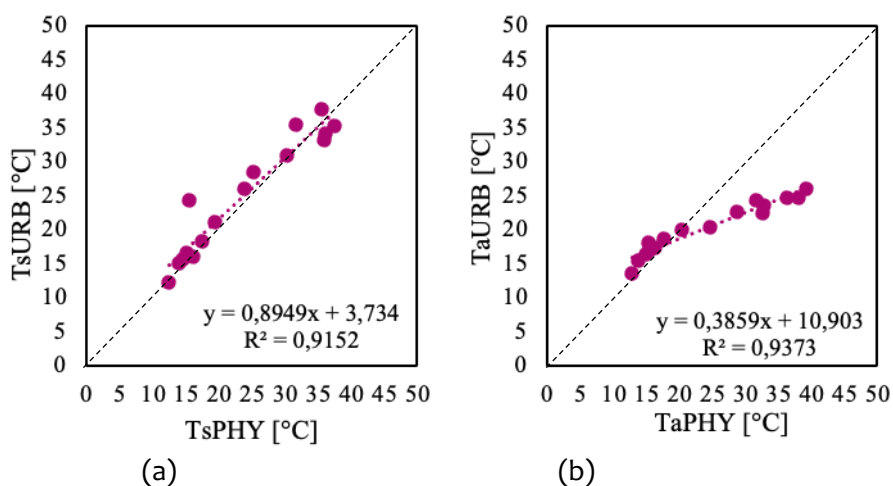 TsURB [°C]
50
45
40
35
30
25
20
15
10
5
0
y = 0,8949x + 3,734
R² = 0,9152
0 5 10 15 20 25 30 35 40 45 50
TsPHY [°C]
(a)
TaURB [°C]
50
45
40
35
30
25
20
15
10
5
0
y = 0,3859x + 10,903
R² = 0,9373
0 5 10 15 20 25 30 35 40 45 50
TaPHY [°C]
(b)